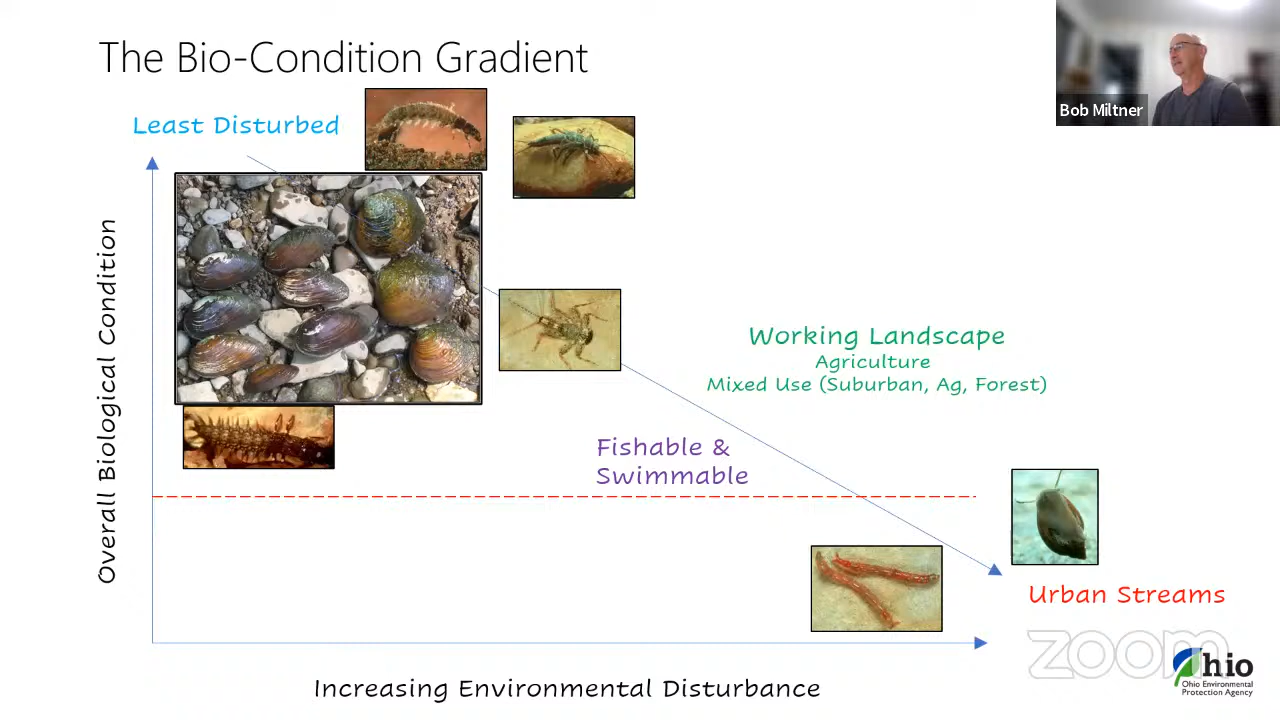 The Bio-Condition Gradient
Bob Miltner
Least Disturbed
Overall Biological Condition
Working Landscape
Agriculture
Mixed Use (Suburban, Ag, Forest)
Fishable &
Swimmable
Urban Streams
zoom
Ohio
Ohio Environmental
Protection Agency
Increasing Environmental Disturbance